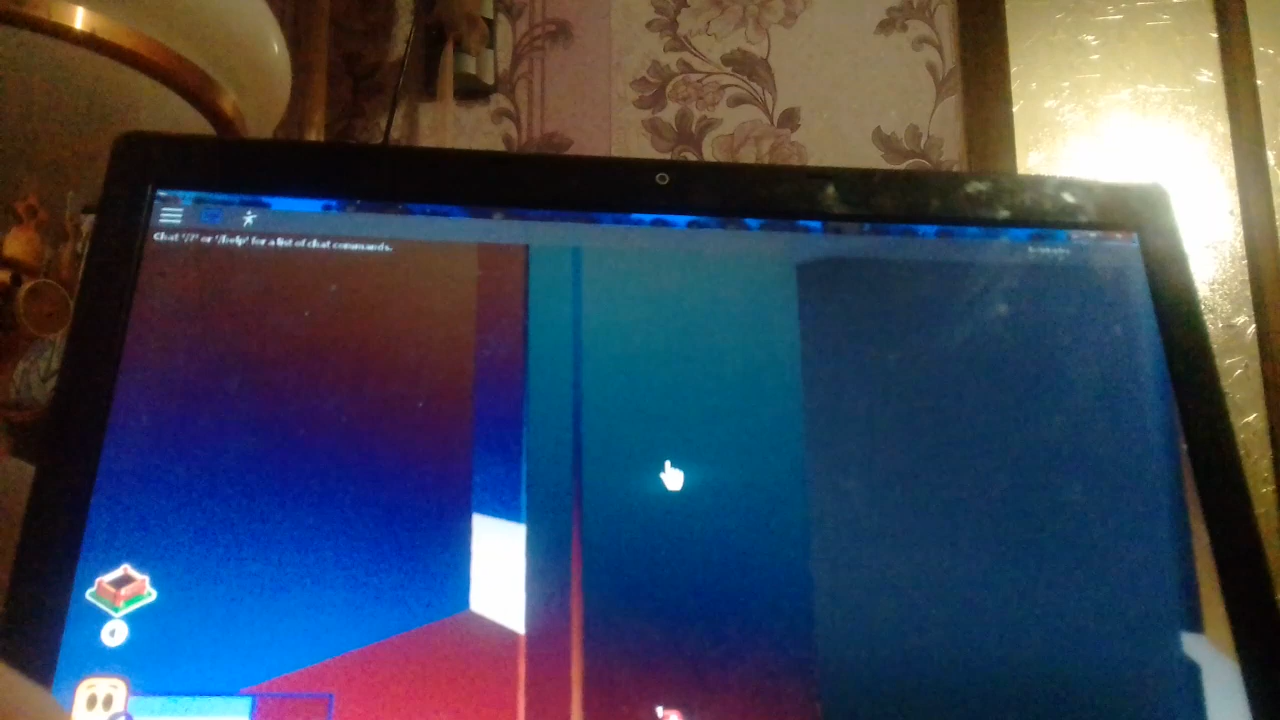 Chat '/?' or '/help' for a list of chat commands.